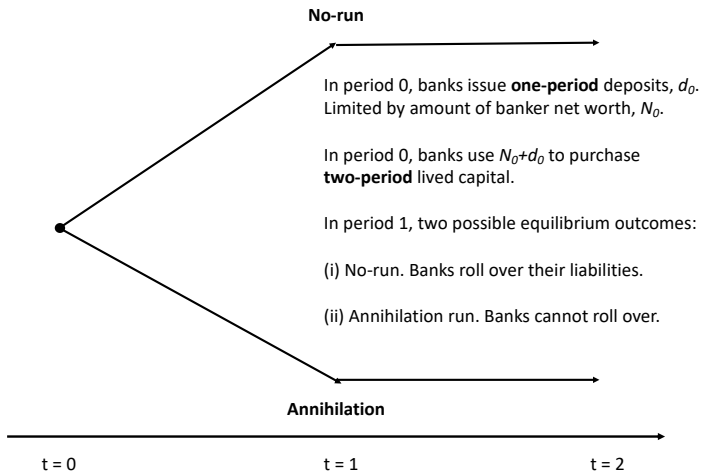 No-run
In period 0, banks issue one-period deposits, d₀.
Limited by amount of banker net worth, N₀.
In period 0, banks use N₀+d₀ to purchase
two-period lived capital.
In period 1, two possible equilibrium outcomes:
(i) No-run. Banks roll over their liabilities.
(ii) Annihilation run. Banks cannot roll over.
Annihilation
t = 0
t = 1
t = 2